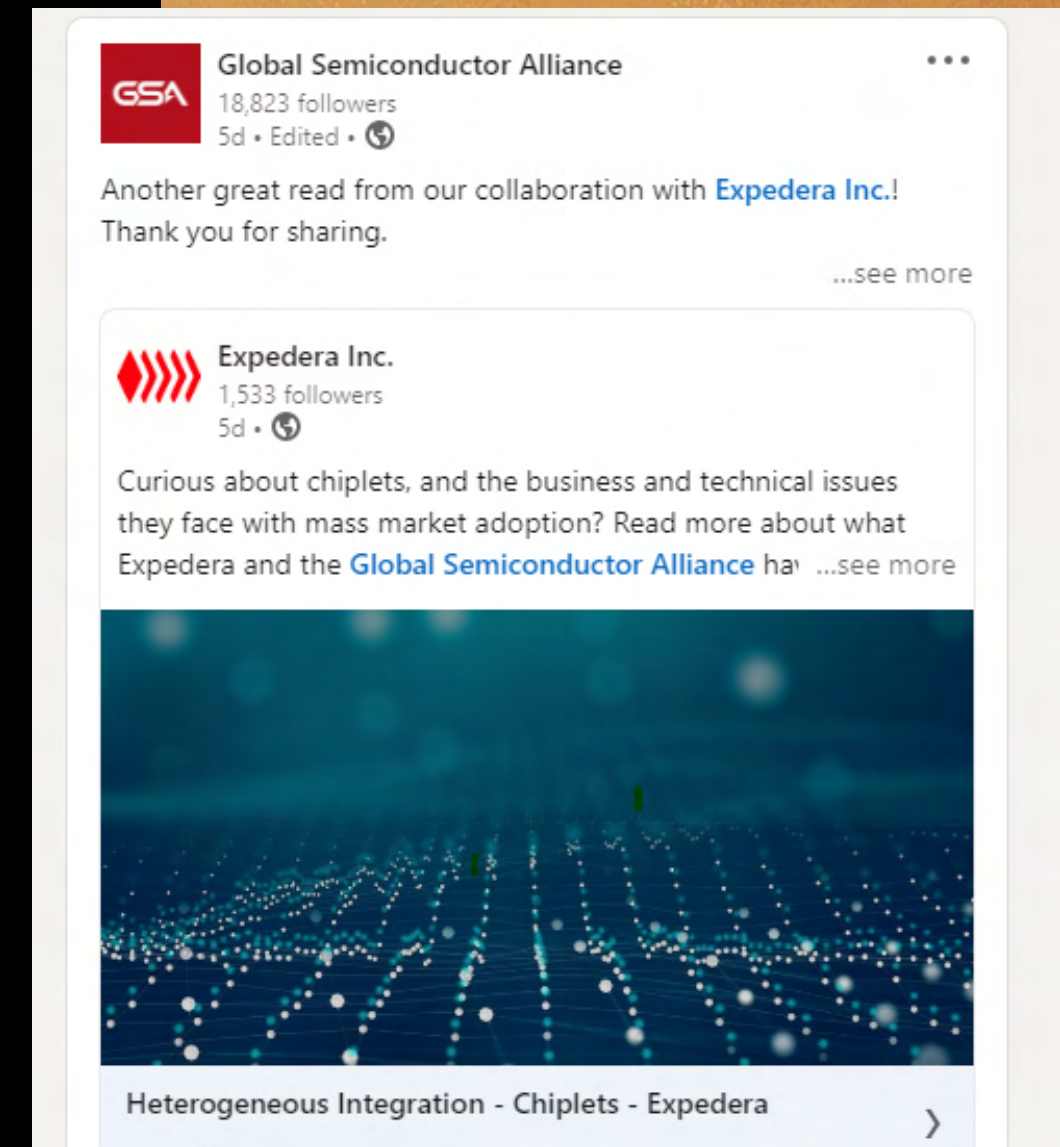 GSA
Global Semiconductor Alliance
18,823 followers
5d • Edited •
Another great read from our collaboration with Expedera Inc.!
Thank you for sharing.
...see more
Expedera Inc.
1,533 followers
5d •
Curious about chiplets, and the business and technical issues
they face with mass market adoption? Read more about what
Expedera and the Global Semiconductor Alliance ...see more
Heterogeneous Integration - Chiplets - Expedera